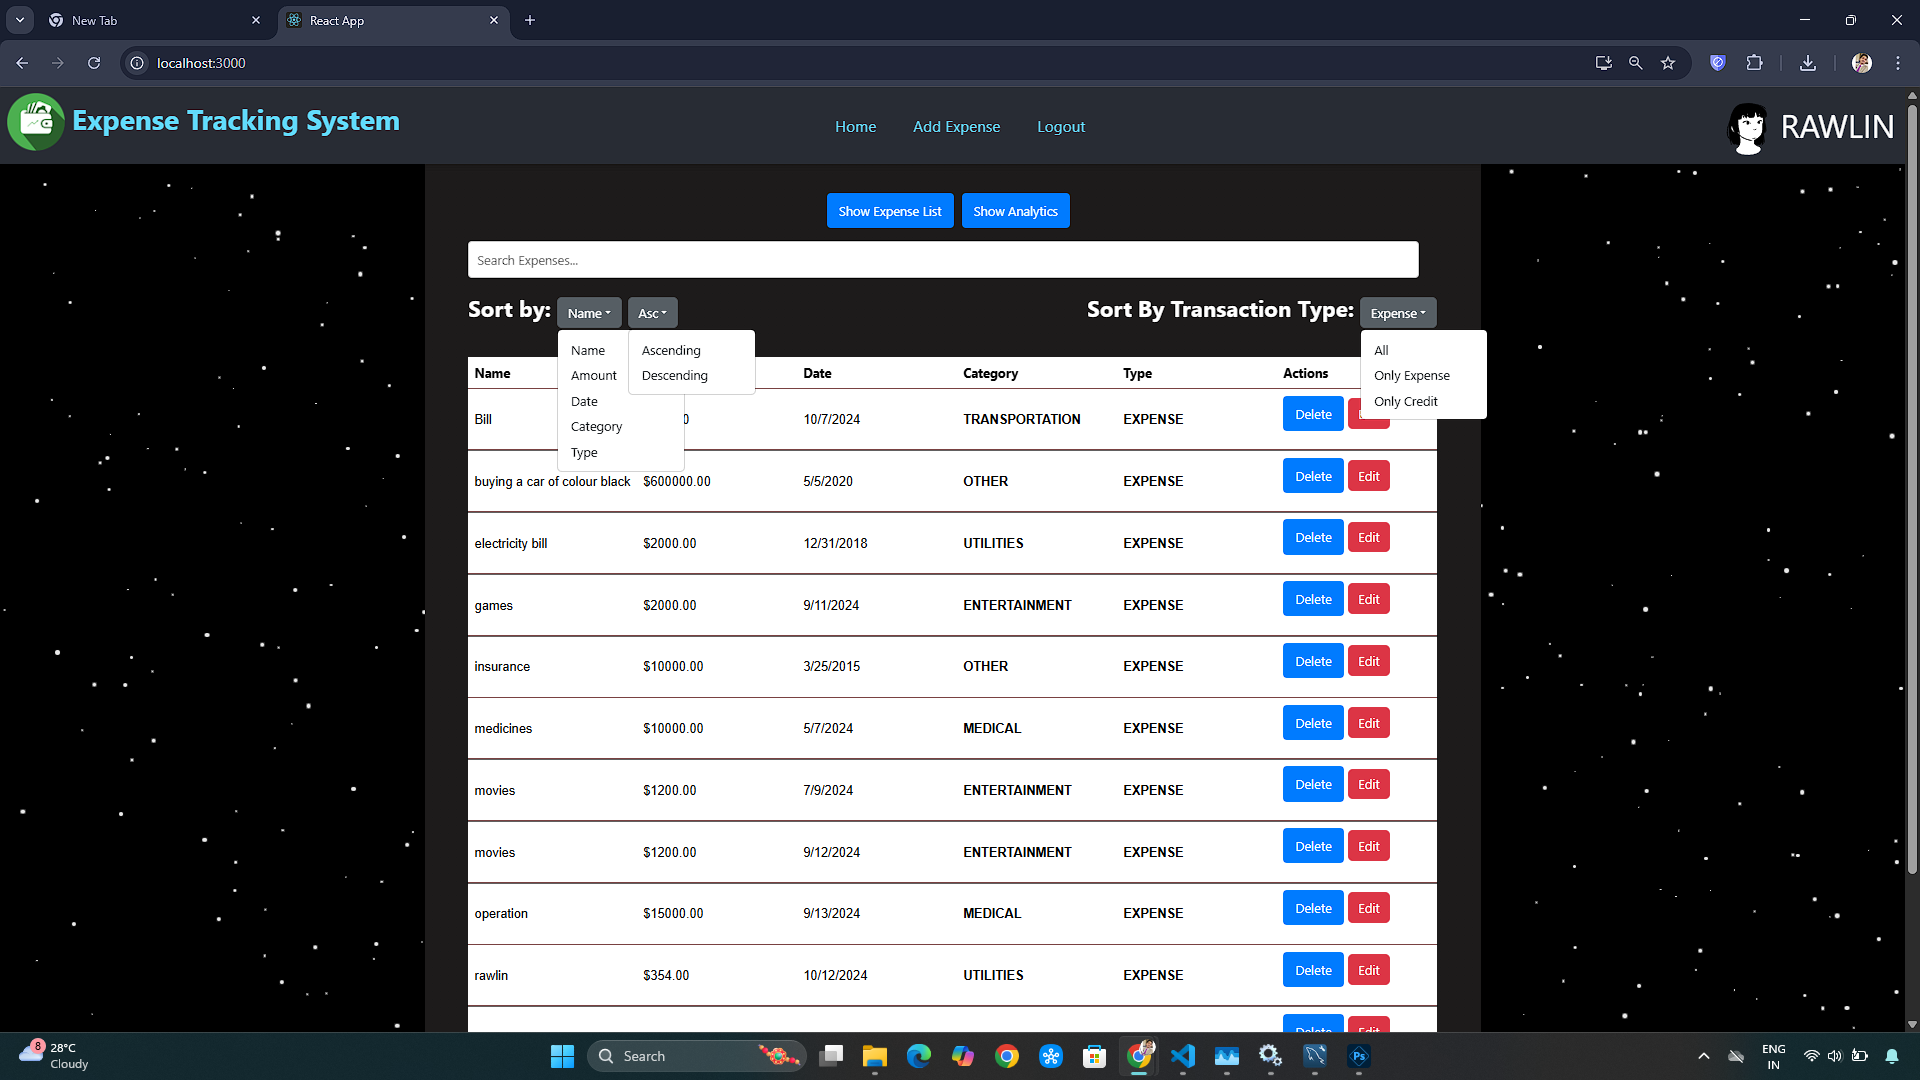 New Tab
React App
localhost:3000
Expense Tracking System
Home
Add Expense
Logout
RAWLIN
Show Expense List
Show Analytics
Search Expenses...
Sort by:
Name
Asc
Sort By Transaction Type:
Expense
Name
Amount
Date
Category
Type
Ascending
Descending
All
Only Expense
Only Credit
Name Date Category Type Actions
Bill 0 10/7/2024 TRANSPORTATION EXPENSE Delete
buying a car of colour black $600000.00 5/5/2020 OTHER EXPENSE Delete Edit
electricity bill $2000.00 12/31/2018 UTILITIES EXPENSE Delete Edit
games $2000.00 9/11/2024 ENTERTAINMENT EXPENSE Delete Edit
insurance $10000.00 3/25/2015 OTHER EXPENSE Delete Edit
medicines $10000.00 5/7/2024 MEDICAL EXPENSE Delete Edit
movies $1200.00 7/9/2024 ENTERTAINMENT EXPENSE Delete Edit
movies $1200.00 9/12/2024 ENTERTAINMENT EXPENSE Delete Edit
operation $15000.00 9/13/2024 MEDICAL EXPENSE Delete Edit
rawlin $354.00 10/12/2024 UTILITIES EXPENSE Delete Edit
Delete Edit
8
28°C
Cloudy
Search
Ps
ENG
IN